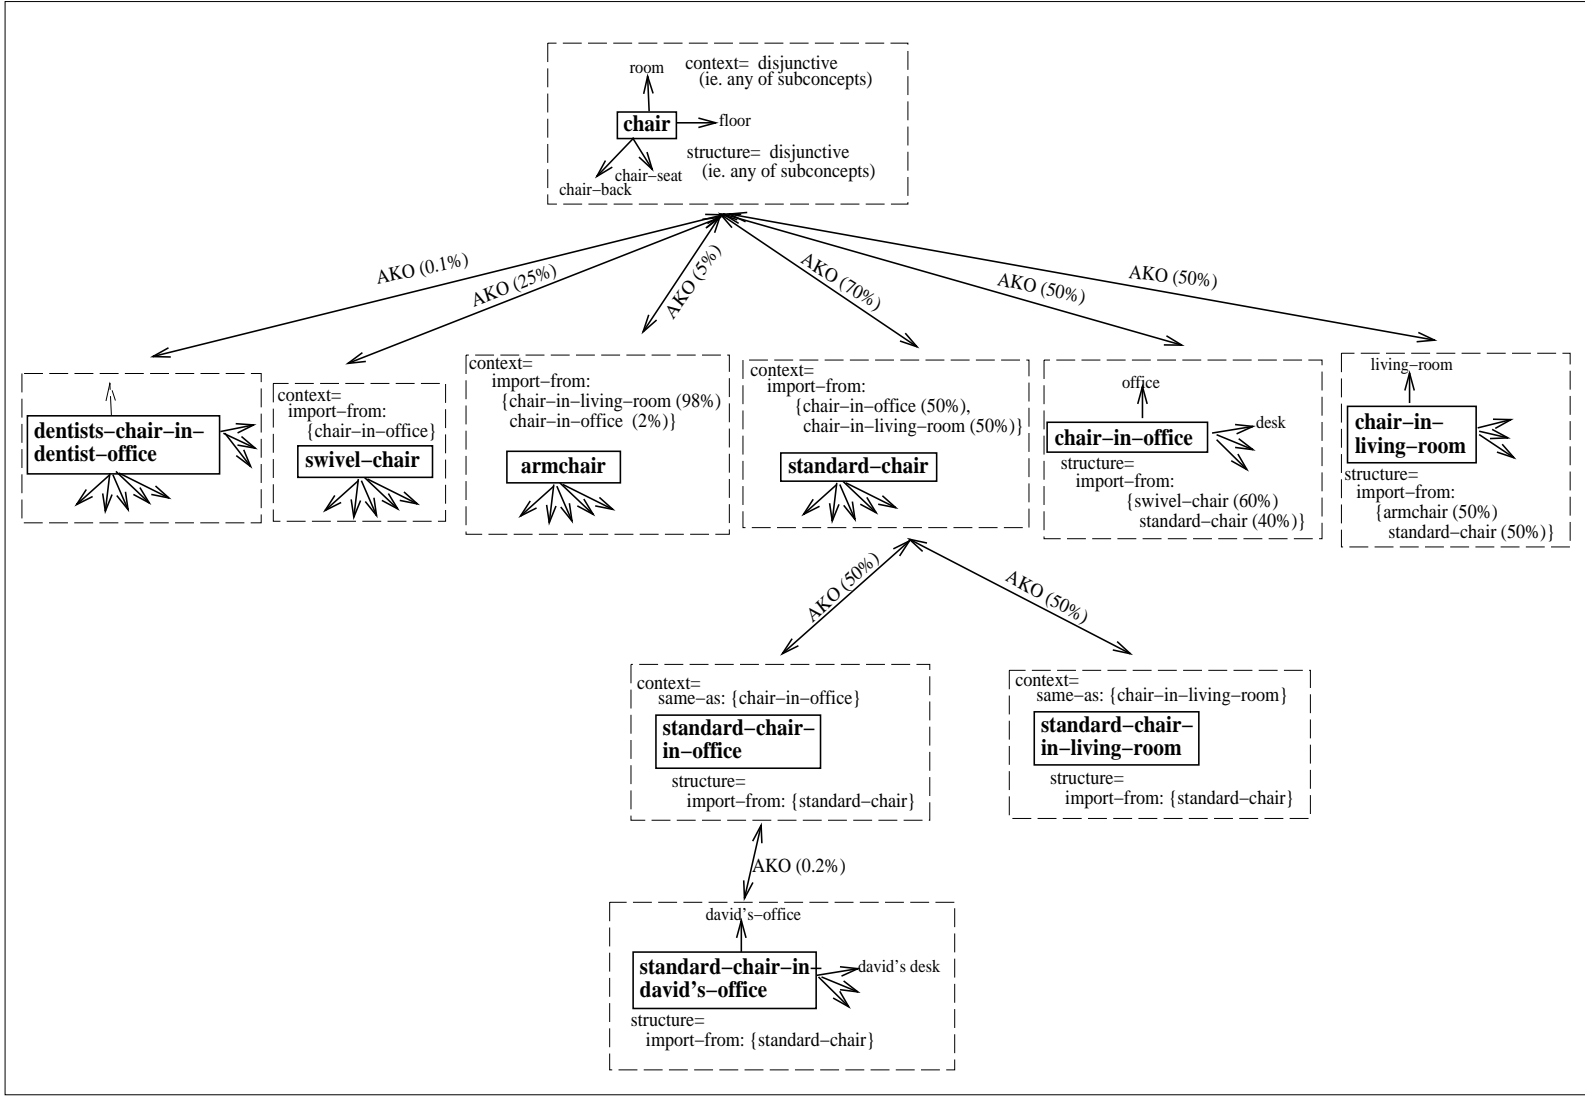 room
context= disjunctive
(ie. any of subconcepts)
chair
floor
structure= disjunctive
(ie. any of subconcepts)
chair-seat
chair-back
AKO (0.1%)
AKO (25%)
AKO (5%)
AKO (70%)
AKO (50%)
AKO (50%)
dentists-chair-in-
dentist-office
context=
import-from:
{chair-in-office}
swivel-chair
context=
import-from:
{chair-in-living-room (98%)
chair-in-office (2%)}
armchair
context=
import-from:
{chair-in-office (50%),
chair-in-living-room (50%)}
standard-chair
office
chair-in-office
desk
structure=
import-from:
{swivel-chair (60%)
standard-chair (40%)}
living-room
chair-in-
living-room
structure=
import-from:
{armchair (50%)
standard-chair (50%)}
AKO (50%)
AKO (50%)
context=
same-as: {chair-in-office}
standard-chair-
in-office
structure=
import-from: {standard-chair}
context=
same-as: {chair-in-living-room}
standard-chair-
in-living-room
structure=
import-from: {standard-chair}
AKO (0.2%)
david's-office
standard-chair-in-
david's-office
david's desk
structure=
import-from: {standard-chair}